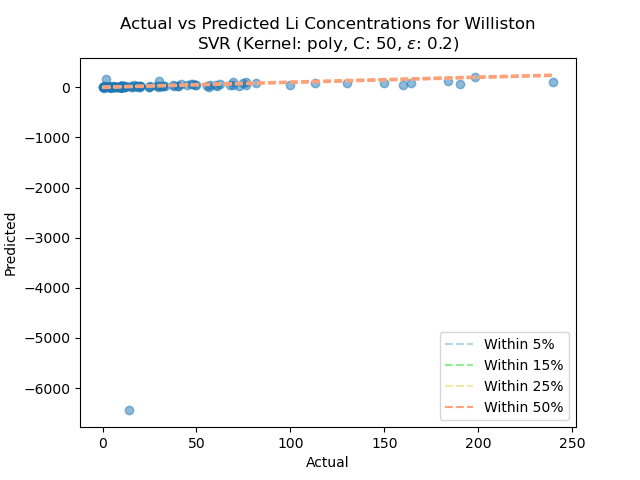 Actual vs Predicted Li Concentrations for Williston
SVR (Kernel: poly, C: 50, ε: 0.2)
0
−1000
−2000
−3000
−4000
−5000
−6000
Predicted
0
50
100
150
200
250
Actual
Within 5%
Within 15%
Within 25%
Within 50%